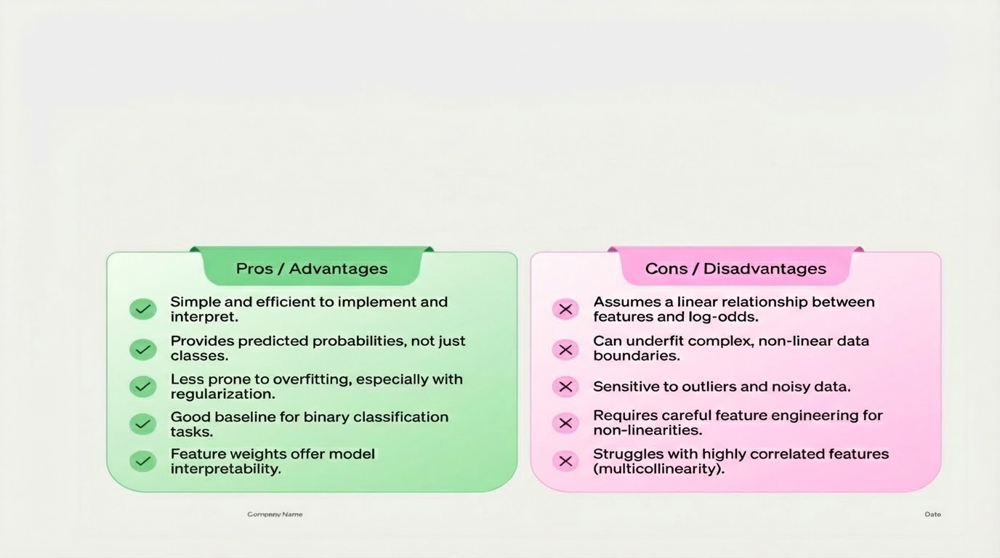 Pros / Advantages
Simple and efficient to implement and
interpret.
Provides predicted probabilities, not just
classes.
Less prone to overfitting, especially with
regularization.
Good baseline for binary classification
tasks.
Feature weights offer model
interpretability.
Cons / Disadvantages
Assumes a linear relationship between
features and log-odds.
Can underfit complex, non-linear data
boundaries.
Sensitive to outliers and noisy data.
Requires careful feature engineering for
non-linearities.
Struggles with highly correlated features
(multicollinearity).
Company Name
Date